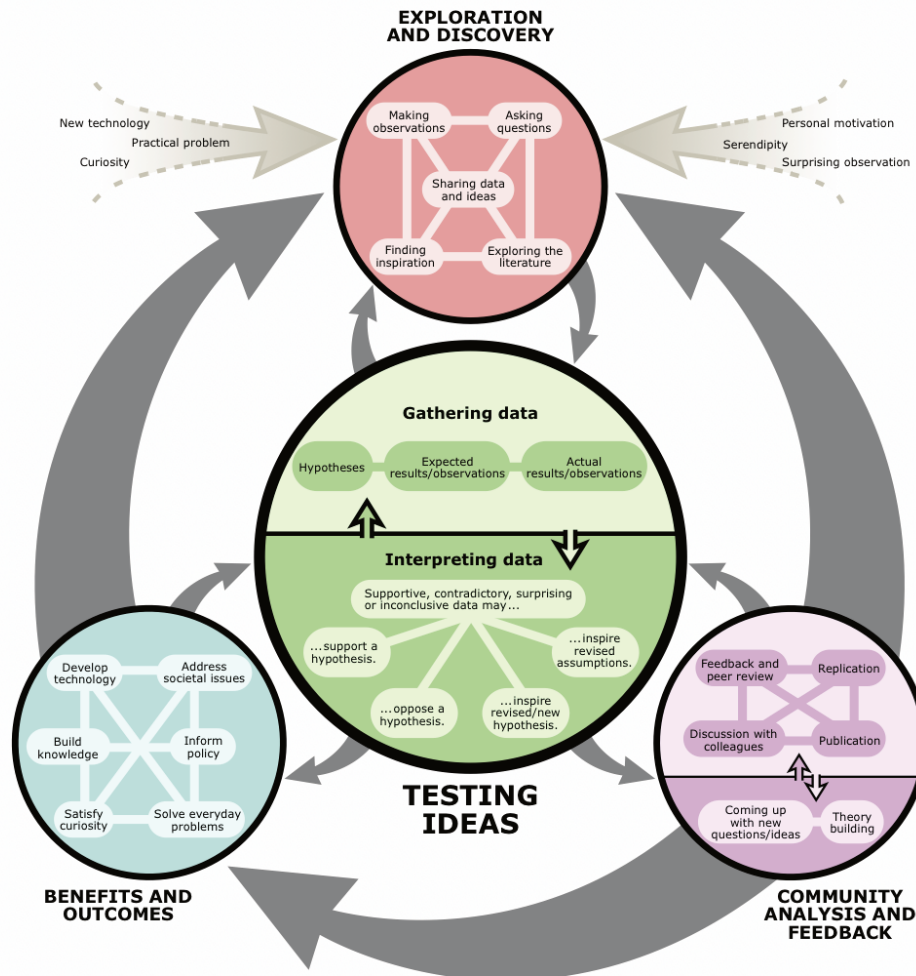 EXPLORATION
AND DISCOVERY
New technology
Practical problem
Curiosity
Personal motivation
Serendipity
Surprising observation
Making
observations
Asking
questions
Sharing data
and ideas
Finding
inspiration
Exploring the
literature
Gathering data
Hypotheses
Expected
results/observations
Actual
results/observations
Interpreting data
Supportive, contradictory, surprising
or inconclusive data may...
...support a
hypothesis.
...inspire
revised
assumptions.
...oppose a
hypothesis.
...inspire
revised/new
hypothesis.
TESTING
IDEAS
Develop
technology
Address
societal issues
Build
knowledge
Inform
policy
Satisfy
curiosity
Solve everyday
problems
BENEFITS AND
OUTCOMES
Feedback and
peer review
Replication
Discussion with
colleagues
Publication
Coming up
with new
questions/ideas
Theory
building
COMMUNITY
ANALYSIS AND
FEEDBACK